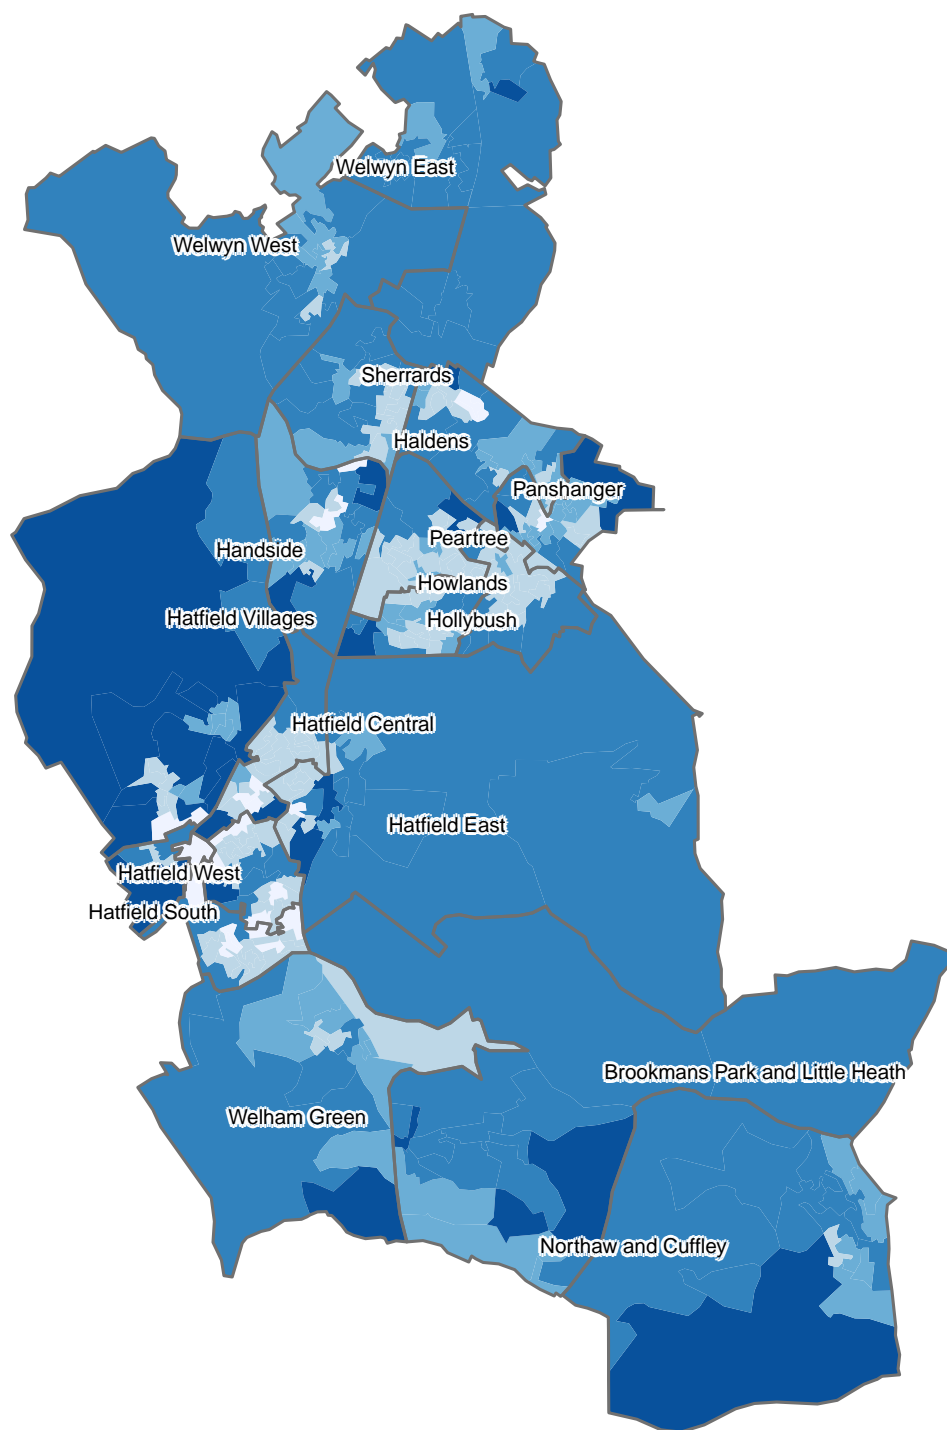 Welwyn East
Welwyn West
Sherrards
Haldens
Panshanger
Peartree
Handside
Howlands
Hatfield Villages
Hollybush
Hatfield Central
Hatfield East
Hatfield West
Hatfield South
Brookmans Park and Little Heath
Welham Green
Northaw and Cuffley